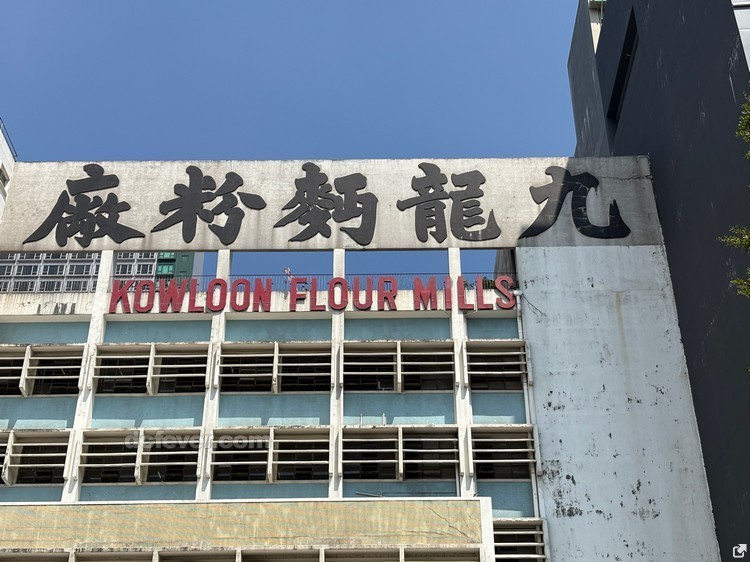 九龍麪粉廠
KOWLOON FLOUR MILLS
dcfever.com